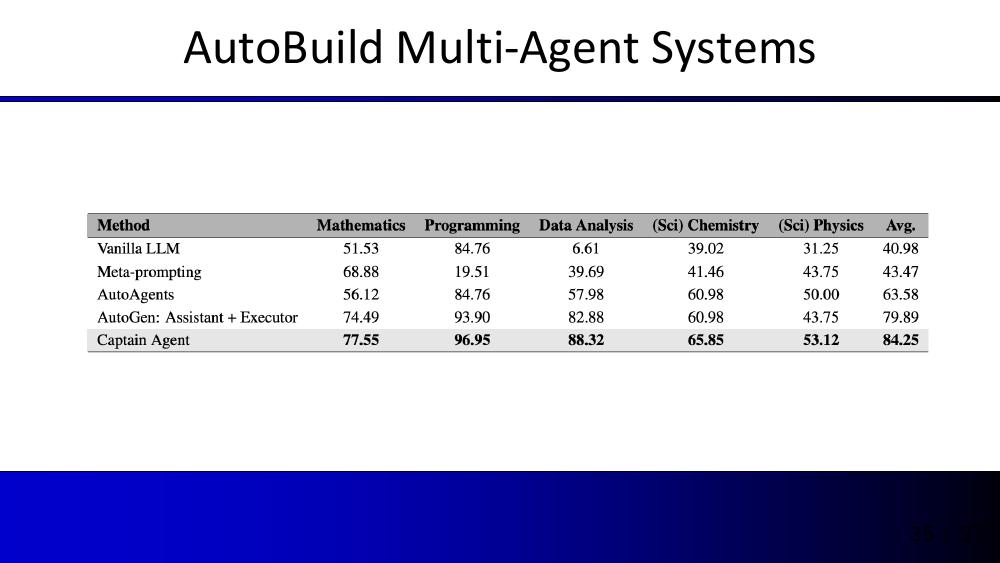 AutoBuild Multi-Agent Systems
Method Mathematics Programming Data Analysis (Sci) Chemistry (Sci) Physics Avg.
Vanilla LLM 51.53 84.76 6.61 39.02 31.25 40.98
Meta-prompting 68.88 19.51 39.69 41.46 43.75 43.47
AutoAgents 56.12 84.76 57.98 60.98 50.00 63.58
AutoGen: Assistant + Executor 74.49 93.90 82.88 60.98 43.75 79.89
Captain Agent 77.55 96.95 88.32 65.85 53.12 84.25